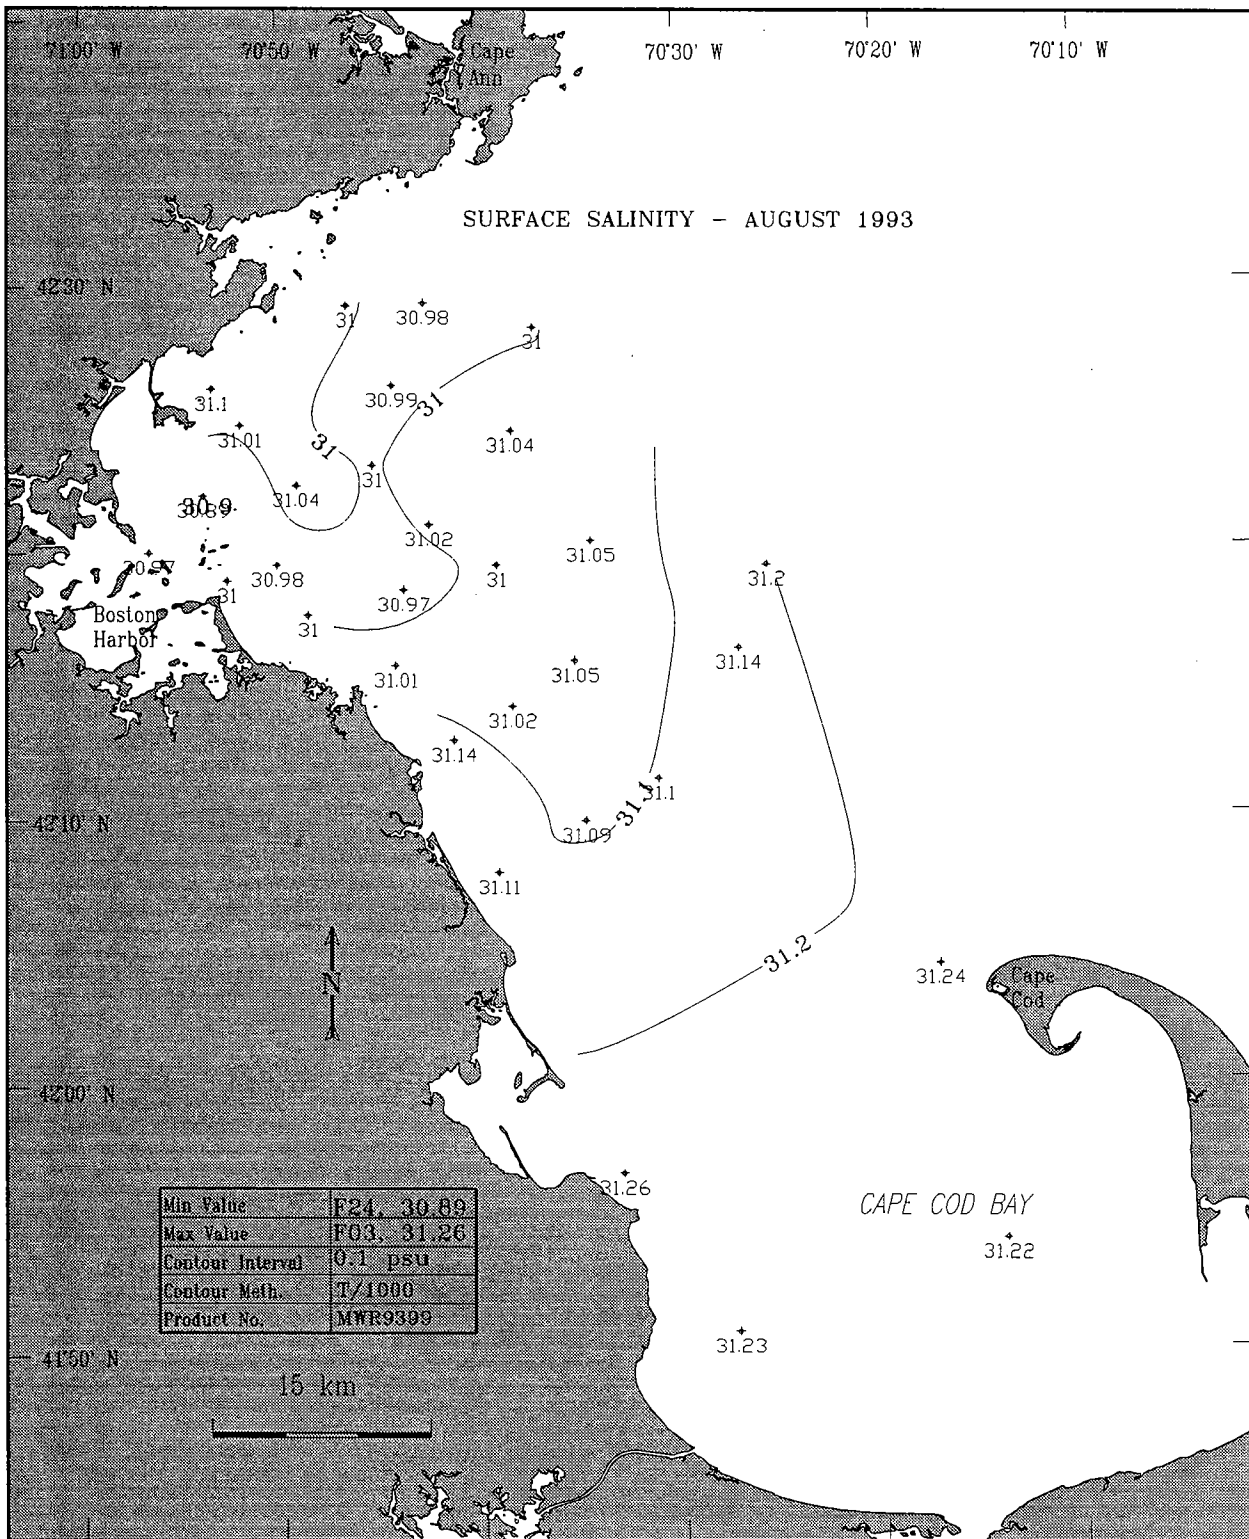 71°00' W 70°50' W 70°30' W 70°20' W 70°10' W
Cape
Ann
SURFACE SALINITY - AUGUST 1993
42°30' N
31
30.98
31
31.1
30.99
31
31.01
31.04
31
31
31.04
30.9
30.89
31.02
31.05
30.97
30.98
31
31.2
31
30.97
Boston
Harbor
31
31.14
31.01
31.05
31.02
31.14
31.1
31.1
42°10' N
31.09
31.11
31.2
31.24
Cape
Cod
N
42°00' N
31.26
CAPE COD BAY
31.22
Min Value F24, 30.89
Max Value F03, 31.26
Contour Interval 0.1 psu
Contour Meth. T/1000
Product No. MWR9399
31.23
41°50' N
15 km